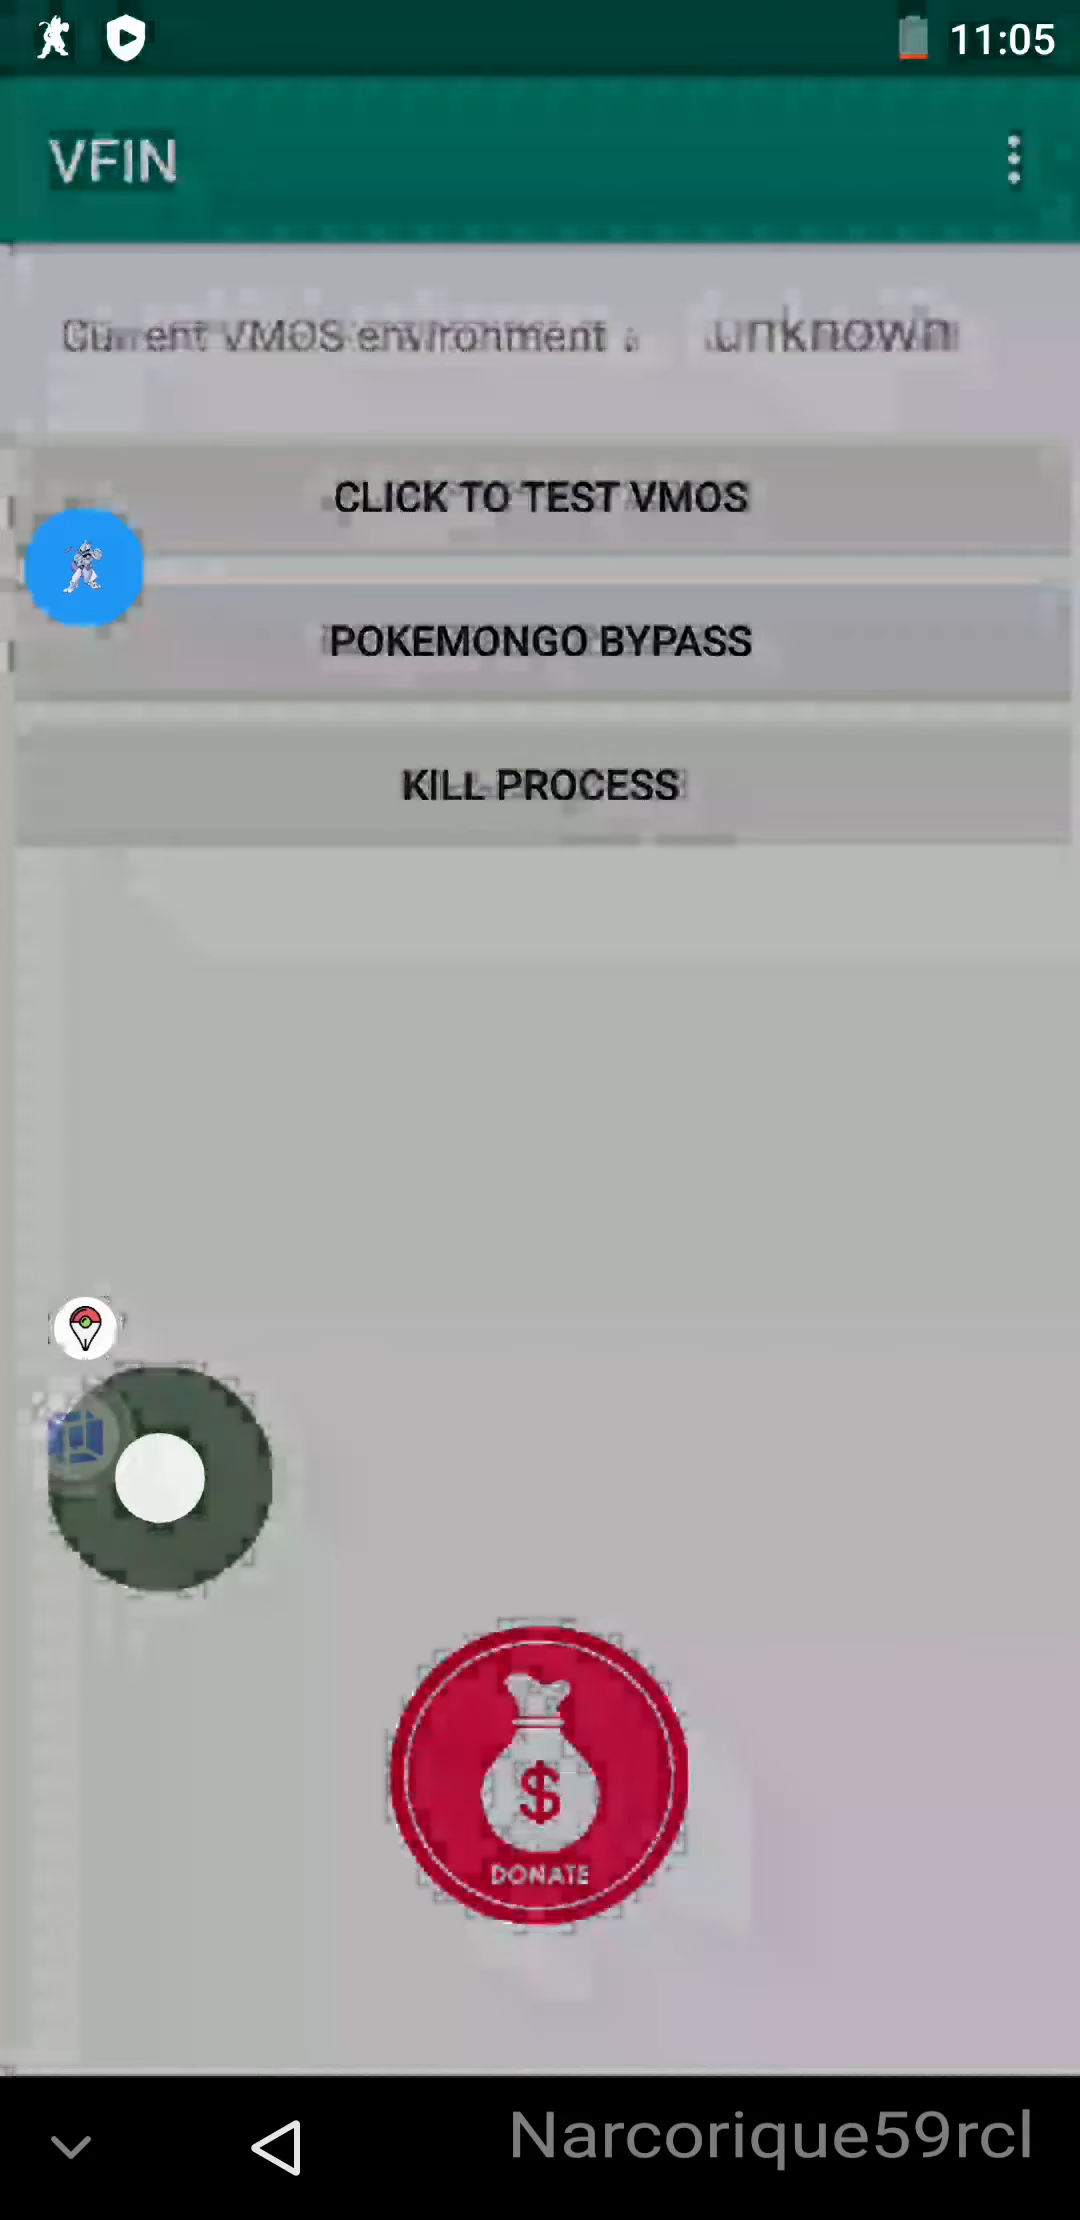 11:05
VFIN
Current VMOS environment : unknown
CLICK TO TEST VMOS
POKEMONGO BYPASS
KILL PROCESS
$
DONATE
Narcorique59rcl